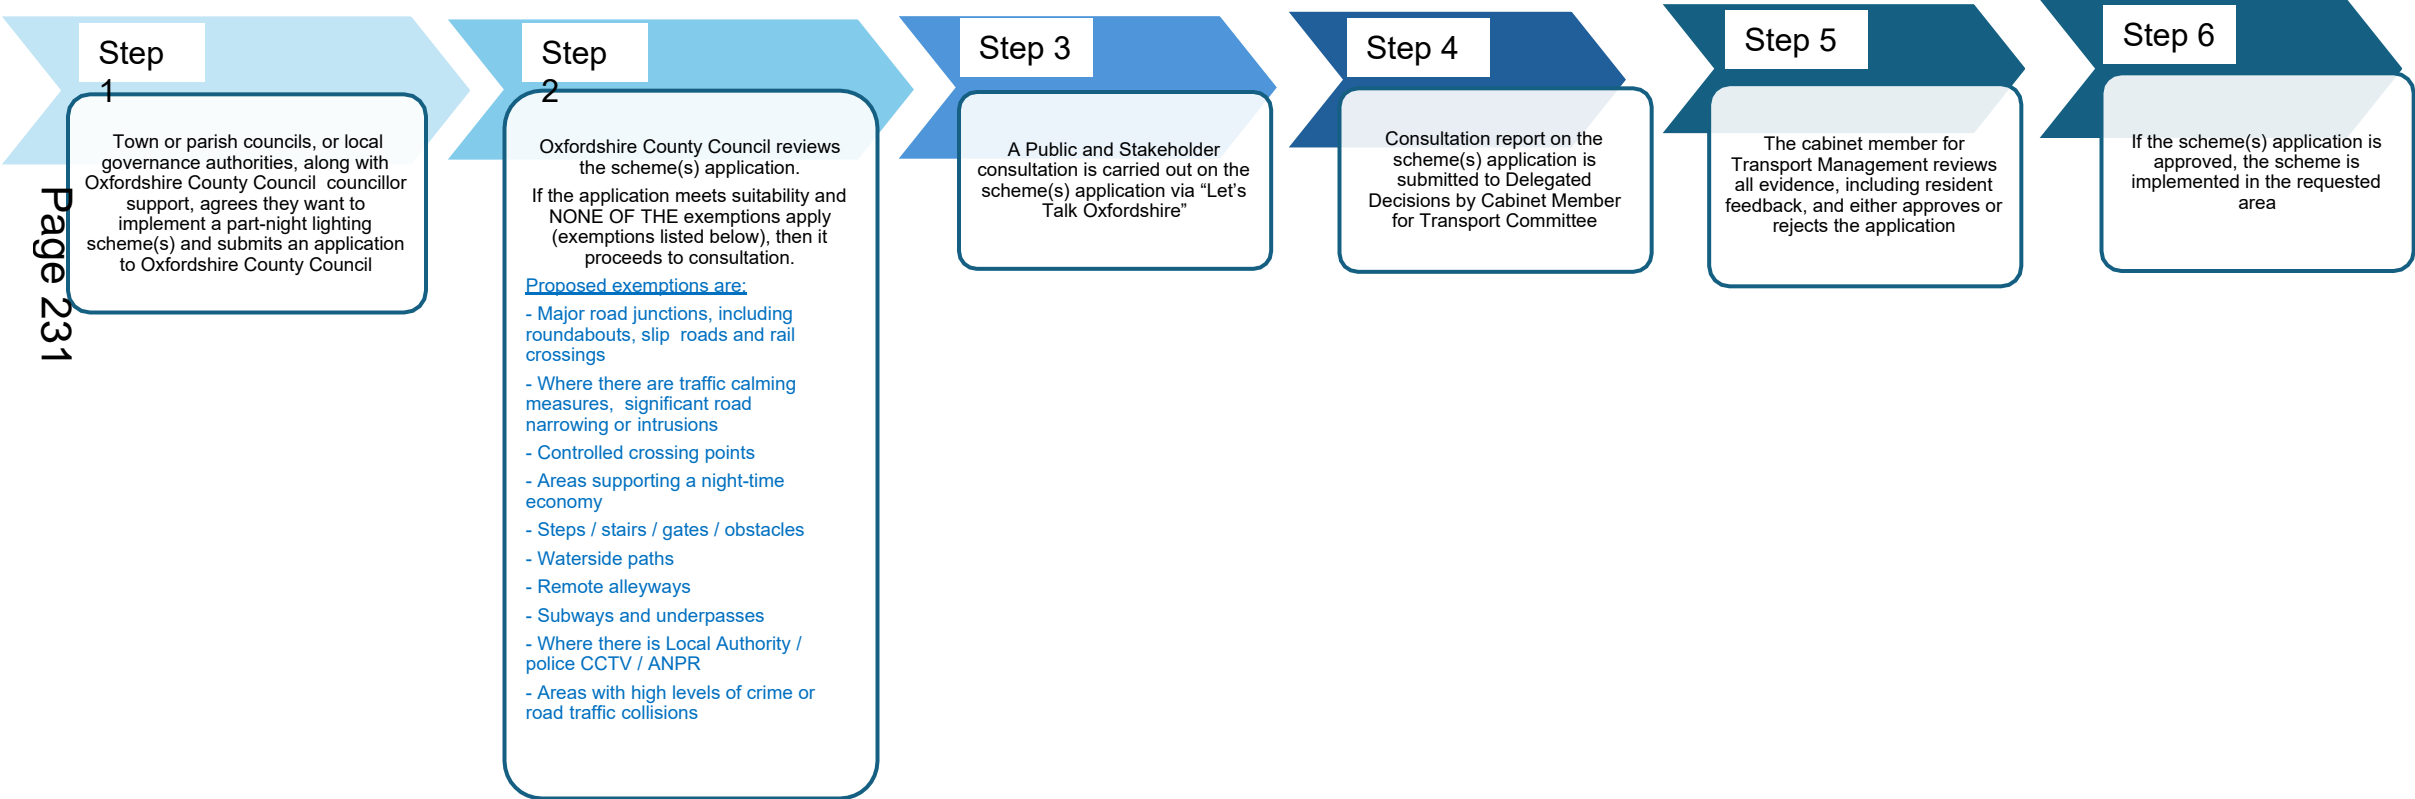 Step
1
Town or parish councils, or local
governance authorities, along with
Oxfordshire County Council  councillor
support, agrees they want to
implement a part-night lighting
scheme(s) and submits an application
to Oxfordshire County Council
Step
2
Oxfordshire County Council reviews
the scheme(s) application.
If the application meets suitability and
NONE OF THE exemptions apply
(exemptions listed below), then it
proceeds to consultation.
Proposed exemptions are:
- Major road junctions, including
roundabouts, slip  roads and rail
crossings
- Where there are traffic calming
measures,  significant road
narrowing or intrusions
- Controlled crossing points
- Areas supporting a night-time
economy
- Steps / stairs / gates / obstacles
- Waterside paths
- Remote alleyways
- Subways and underpasses
- Where there is Local Authority /
police CCTV / ANPR
- Areas with high levels of crime or
road traffic collisions
Step 3
A Public and Stakeholder
consultation is carried out on the
scheme(s) application via “Let’s
Talk Oxfordshire”
Step 4
Consultation report on the
scheme(s) application is
submitted to Delegated
Decisions by Cabinet Member
for Transport Committee
Step 5
The cabinet member for
Transport Management reviews
all evidence, including resident
feedback, and either approves or
rejects the application
Step 6
If the scheme(s) application is
approved, the scheme is
implemented in the requested
area
Page 231